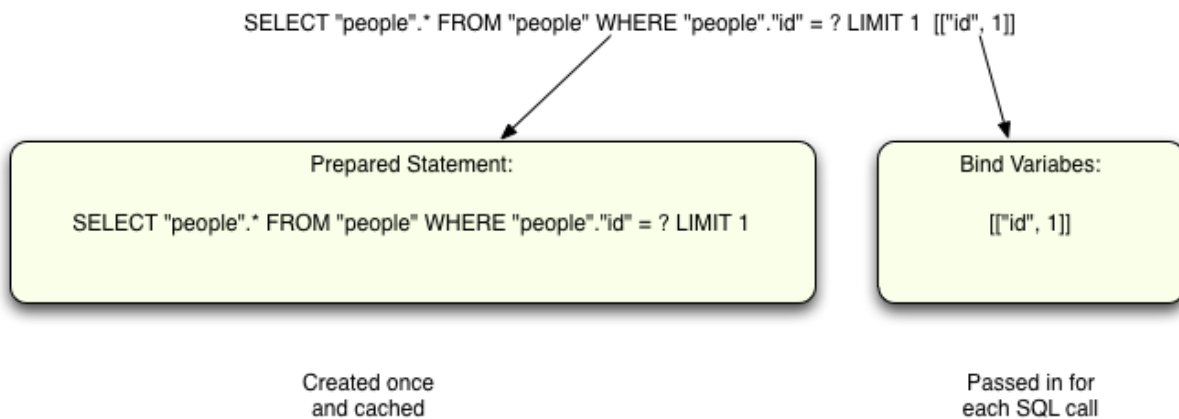 SELECT "people".* FROM "people" WHERE "people"."id" = ? LIMIT 1 [["id", 1]]
Prepared Statement:
SELECT "people".* FROM "people" WHERE "people"."id" = ? LIMIT 1
Bind Variabes:
[["id", 1]]
Created once
and cached
Passed in for
each SQL call